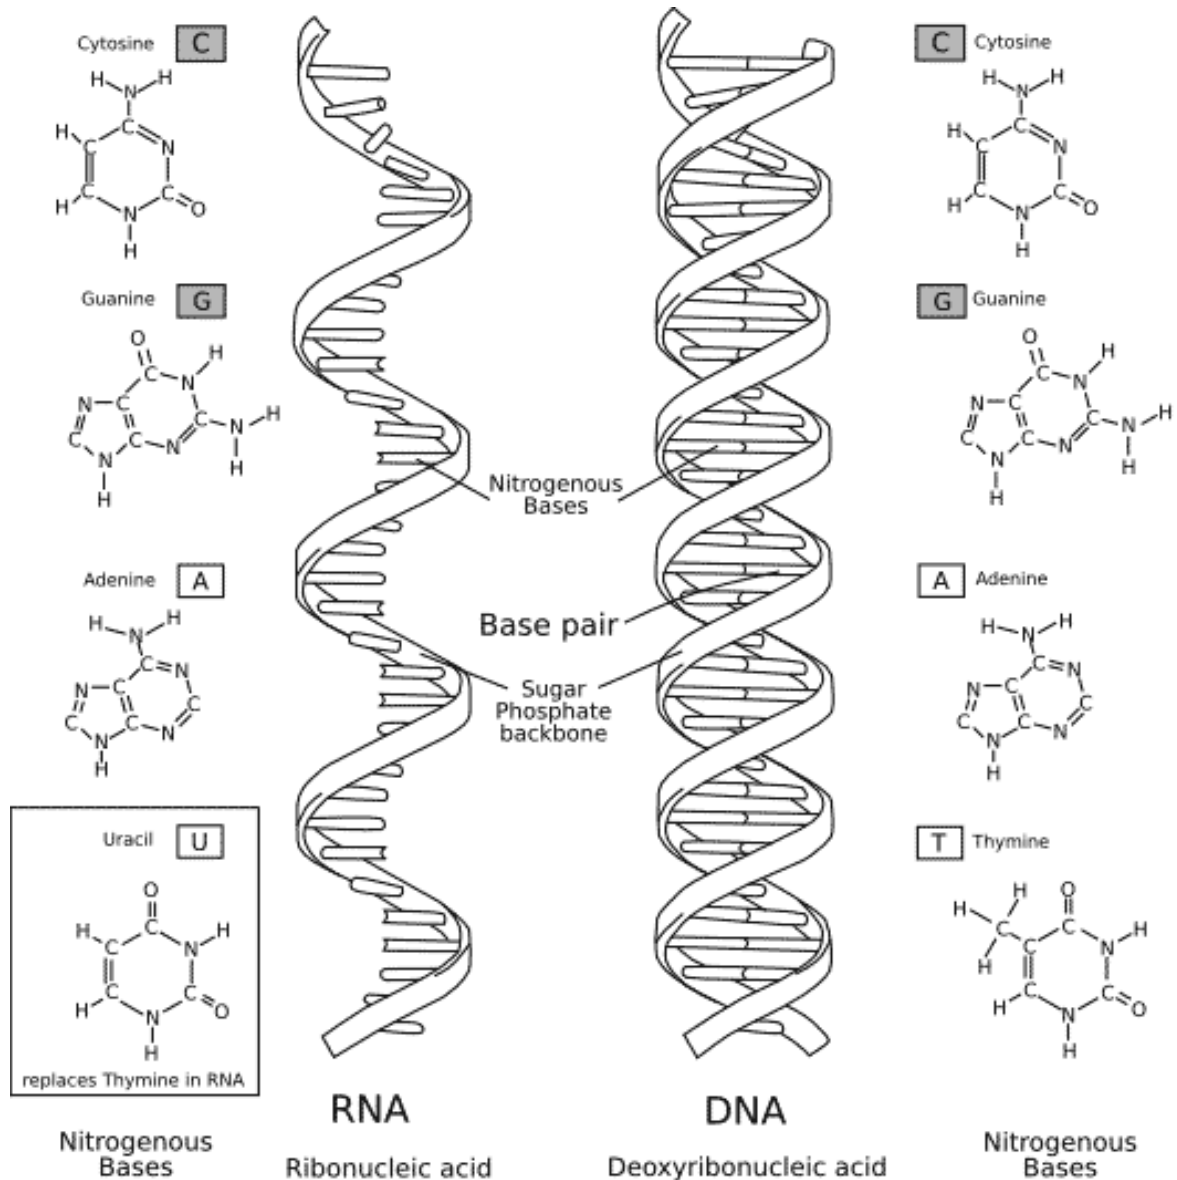 Cytosine C
H H
N
H C N
C
H C C O
N
H
Guanine G
O
H
C N
N C
C C N H
C N
N H
H
Adenine A
H N H
C N
N C
C C C
N N
H
Uracil U
O
C
H C N H
H C C O
N
H
replaces Thymine in RNA
Nitrogenous
Bases
Nitrogenous
Bases
Base pair
Sugar
Phosphate
backbone
RNA
Ribonucleic acid
DNA
Deoxyribonucleic acid
C Cytosine
H H
N
H C N
C
H C C O
N
H
G Guanine
O
H
C N
N C
C C N H
C N
N H
H
A Adenine
H N H
C N
N C
C C C
N N
H
T Thymine
H O
H C C
H C N H
H C C O
N
H
Nitrogenous
Bases